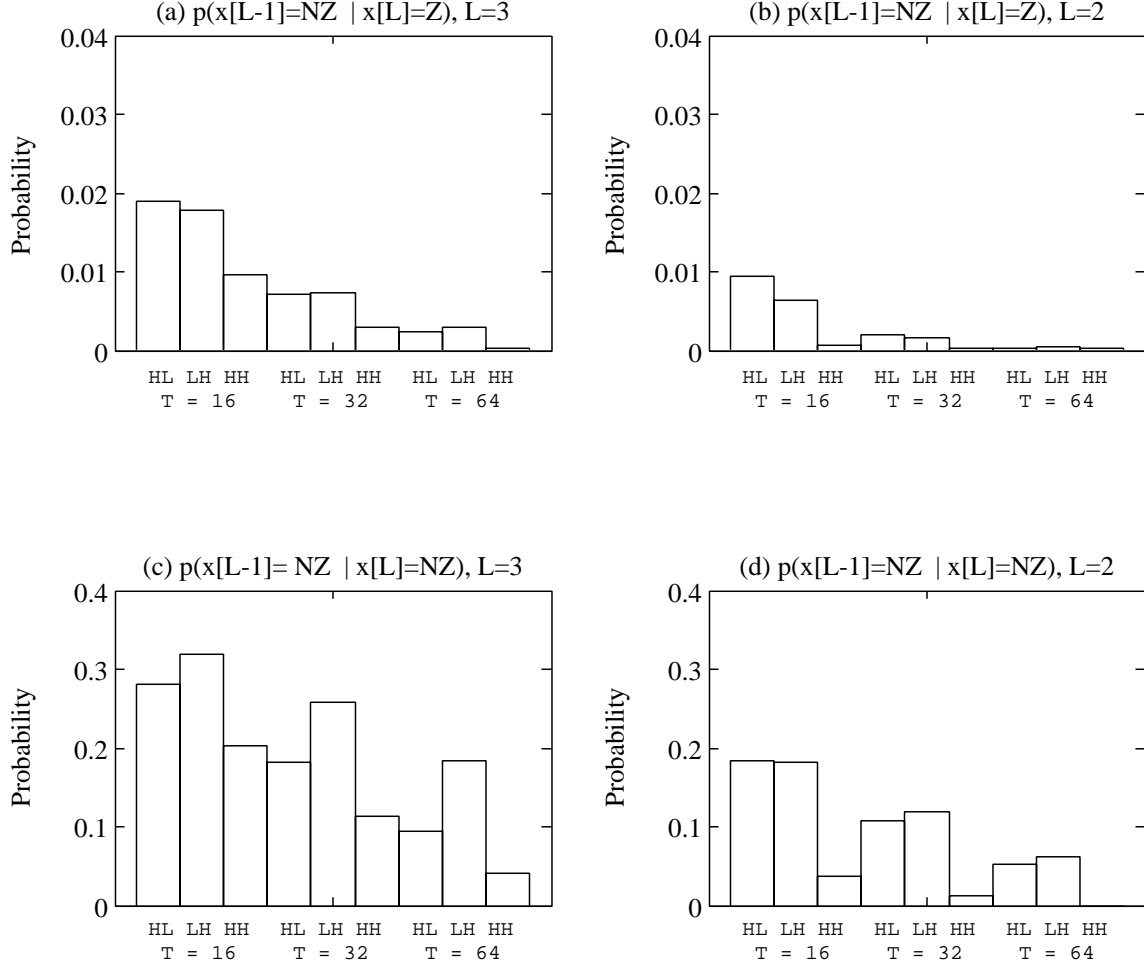 (a) p(x[L-1]=NZ | x[L]=Z), L=3
0.04
0.03
0.02
0.01
0
Probability
HL LH HH HL LH HH HL LH HH
T = 16 T = 32 T = 64
(b) p(x[L-1]=NZ | x[L]=Z), L=2
0.04
0.03
0.02
0.01
0
Probability
HL LH HH HL LH HH HL LH HH
T = 16 T = 32 T = 64
(c) p(x[L-1]= NZ | x[L]=NZ), L=3
0.4
0.3
0.2
0.1
0
Probability
HL LH HH HL LH HH HL LH HH
T = 16 T = 32 T = 64
(d) p(x[L-1]=NZ | x[L]=NZ), L=2
0.4
0.3
0.2
0.1
0
Probability
HL LH HH HL LH HH HL LH HH
T = 16 T = 32 T = 64